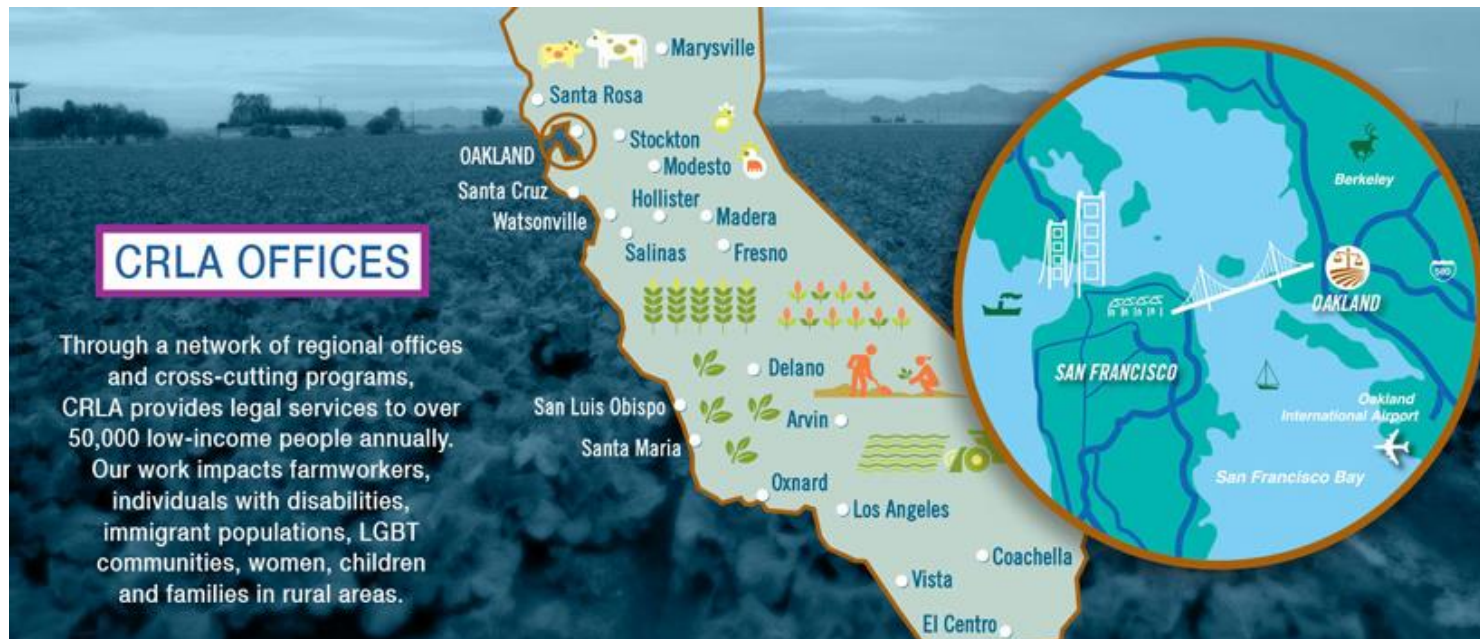 CRLA OFFICES
Through a network of regional offices
and cross-cutting programs,
CRLA provides legal services to over
50,000 low-income people annually.
Our work impacts farmworkers,
individuals with disabilities,
immigrant populations, LGBT
communities, women, children
and families in rural areas.
Marysville
Santa Rosa
Stockton
OAKLAND
Modesto
Santa Cruz
Hollister
Watsonville
Madera
Salinas
Fresno
Delano
San Luis Obispo
Arvin
Santa Maria
Oxnard
Los Angeles
Coachella
Vista
El Centro
Berkeley
580
OAKLAND
SAN FRANCISCO
Oakland
International Airport
San Francisco Bay